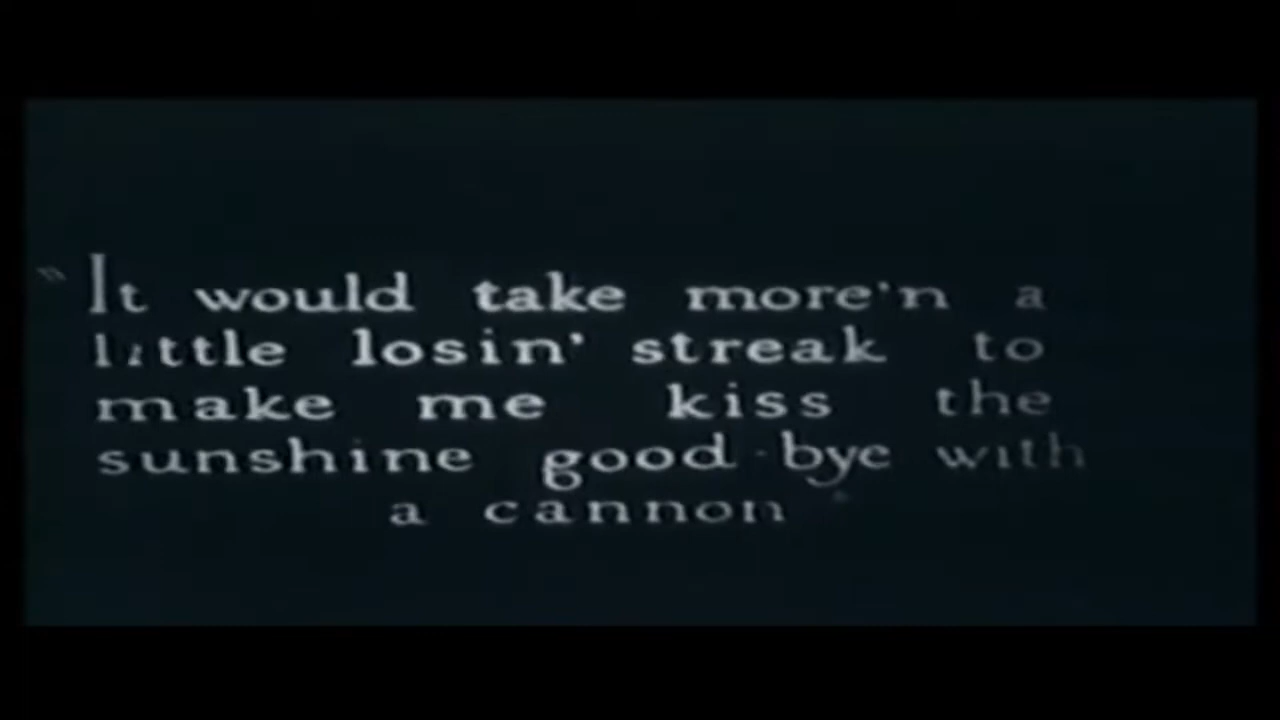 "It would take more'n a
little losin' streak to
make me kiss the
sunshine good-bye with
a cannon"